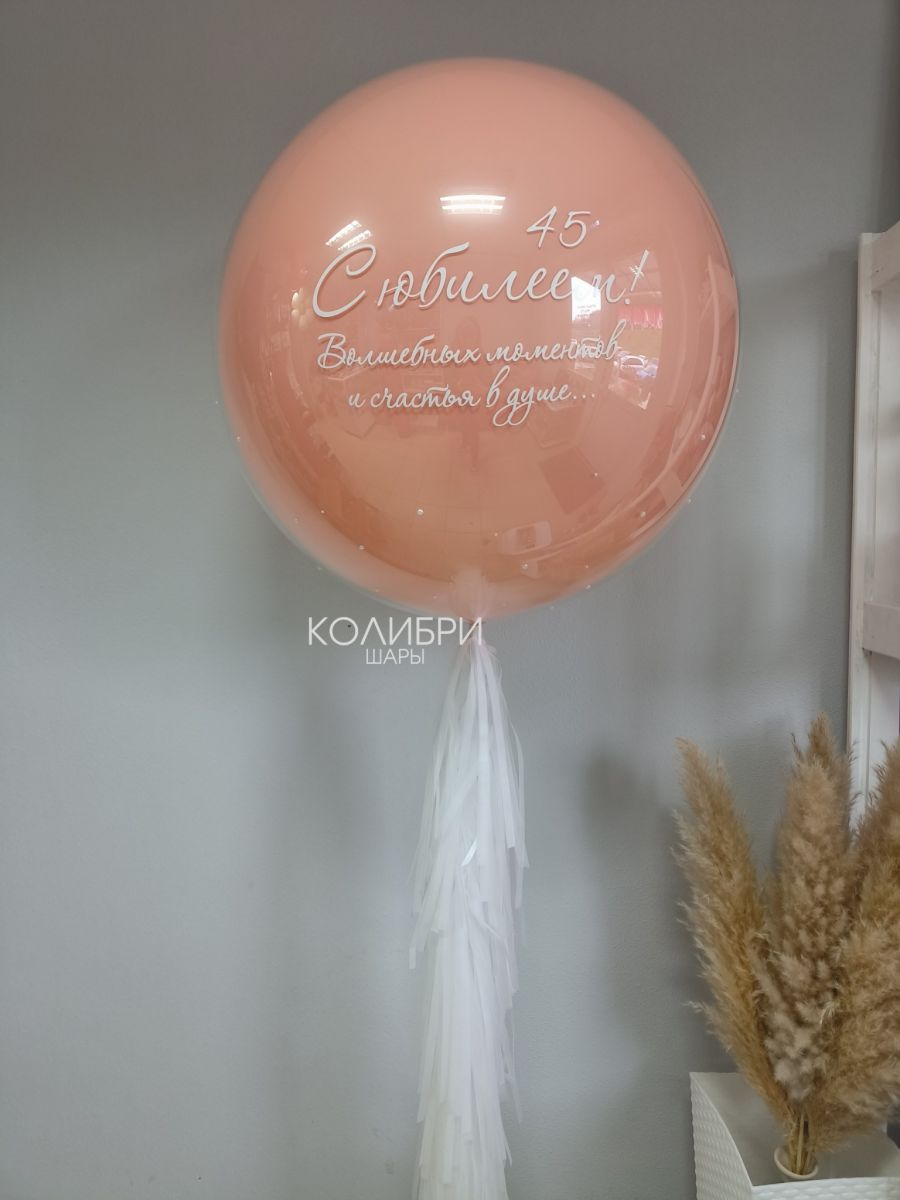 45
С юбилеем!
Волшебных моментов
и счастья в душе...
КОЛИБРИ
ШАРЫ